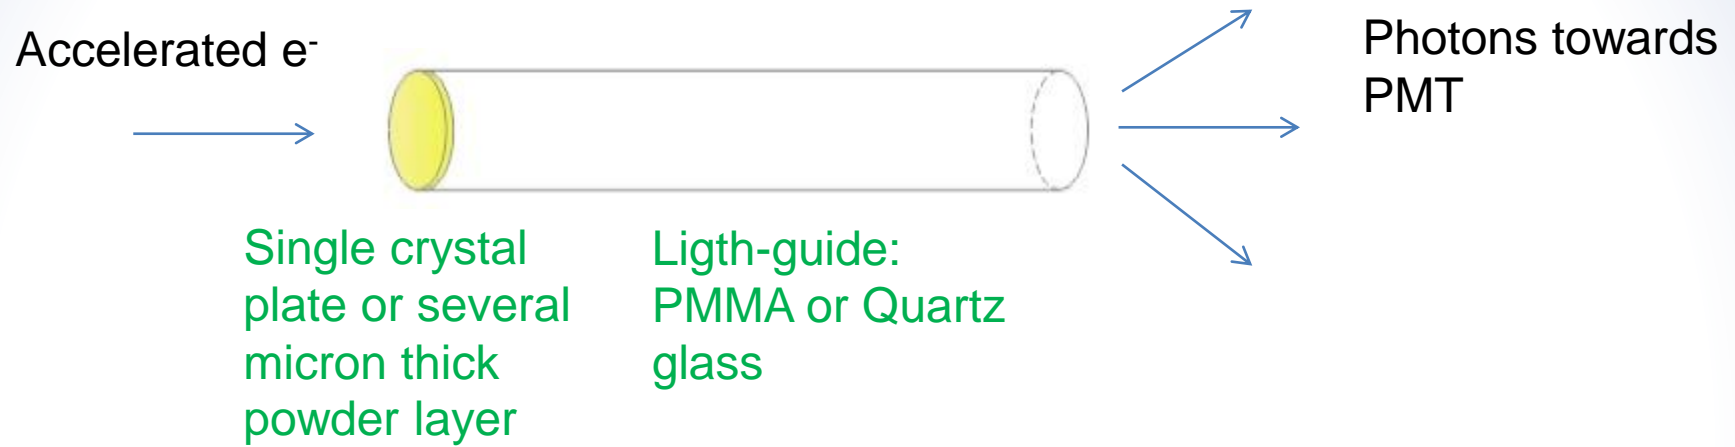 Accelerated e-
Photons towards
PMT
Single crystal
plate or several
micron thick
powder layer
Ligth-guide:
PMMA or Quartz
glass